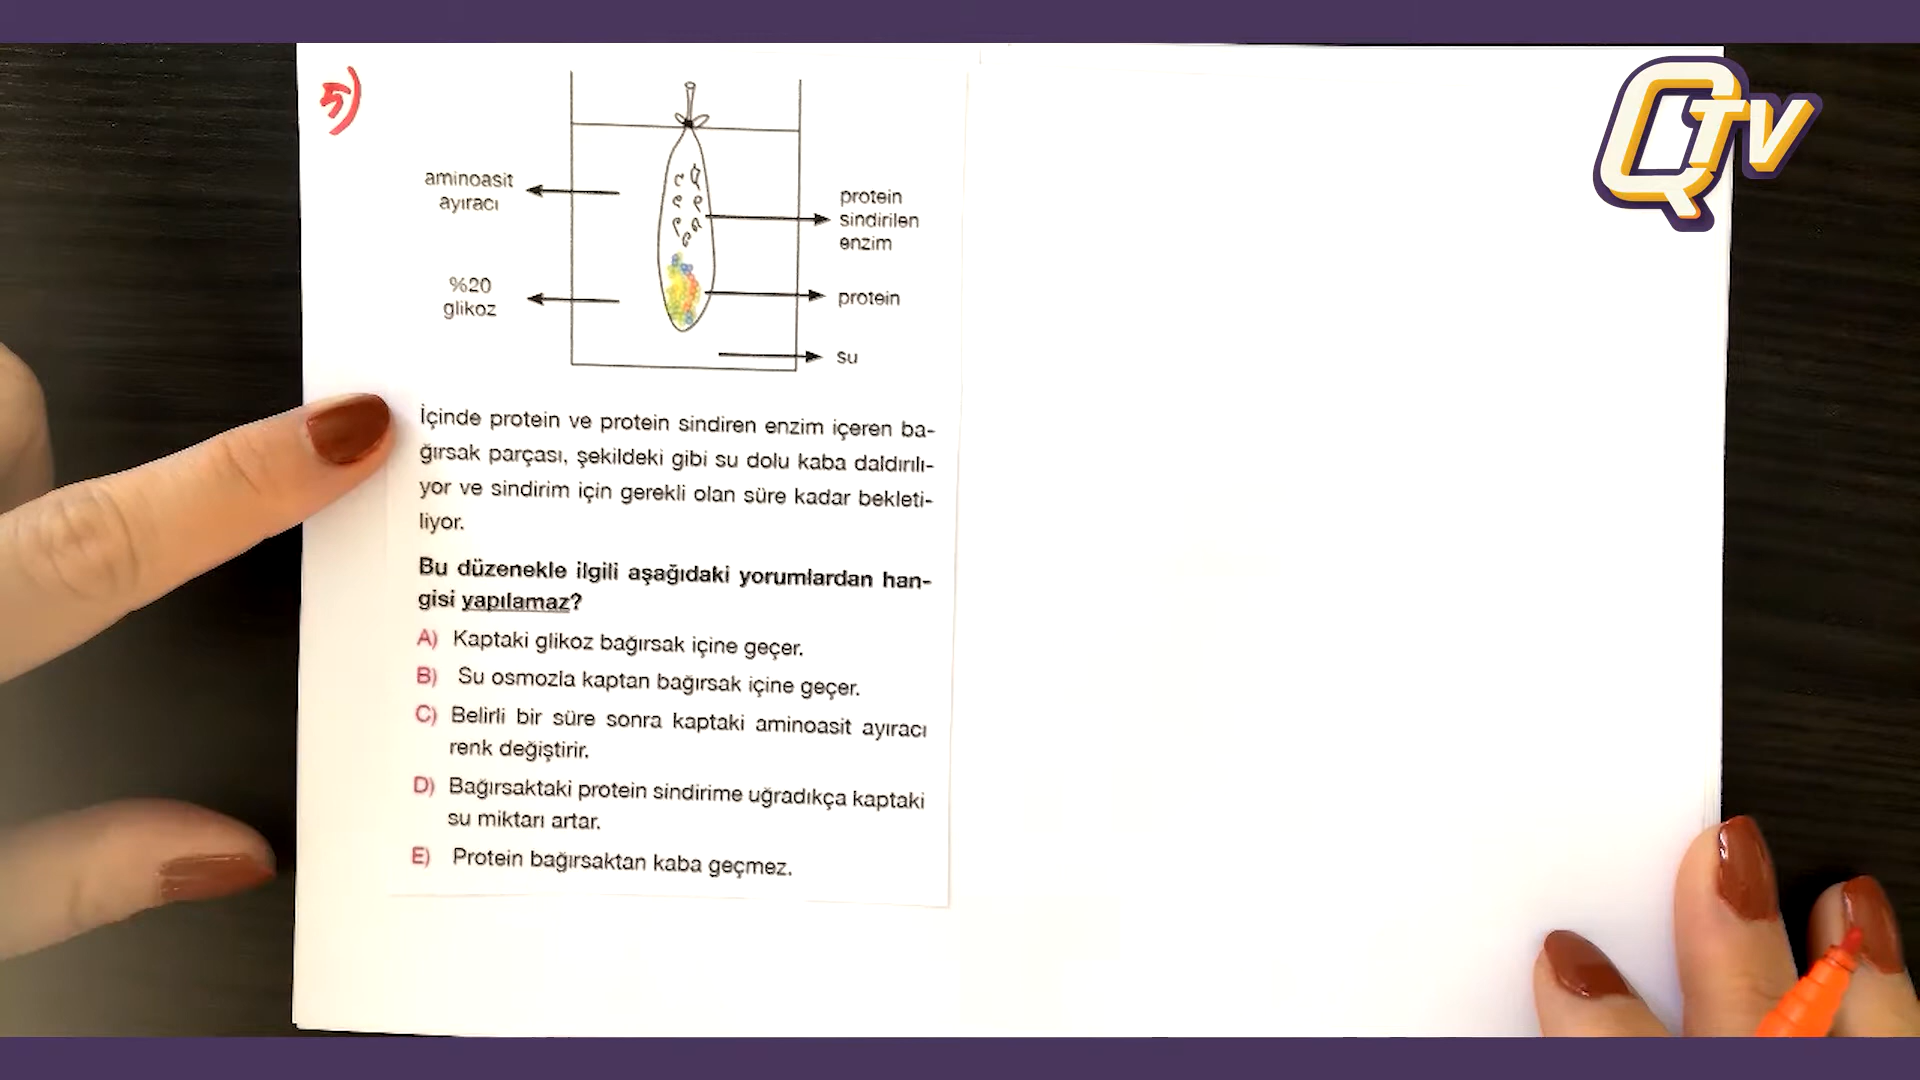 5)
QTV
aminoasit
ayıracı
%20
glikoz
protein
sindirilen
enzim
protein
su
İçinde protein ve protein sindiren enzim içeren ba-
ğırsak parçası, şekildeki gibi su dolu kaba daldırılı-
yor ve sindirim için gerekli olan süre kadar bekleti-
liyor.
Bu düzenekle ilgili aşağıdaki yorumlardan han-
gisi yapılamaz?
A) Kaptaki glikoz bağırsak içine geçer.
B) Su osmozla kaptan bağırsak içine geçer.
C) Belirli bir süre sonra kaptaki aminoasit ayıracı
renk değiştirir.
D) Bağırsaktaki protein sindirime uğradıkça kaptaki
su miktarı artar.
E) Protein bağırsaktan kaba geçmez.